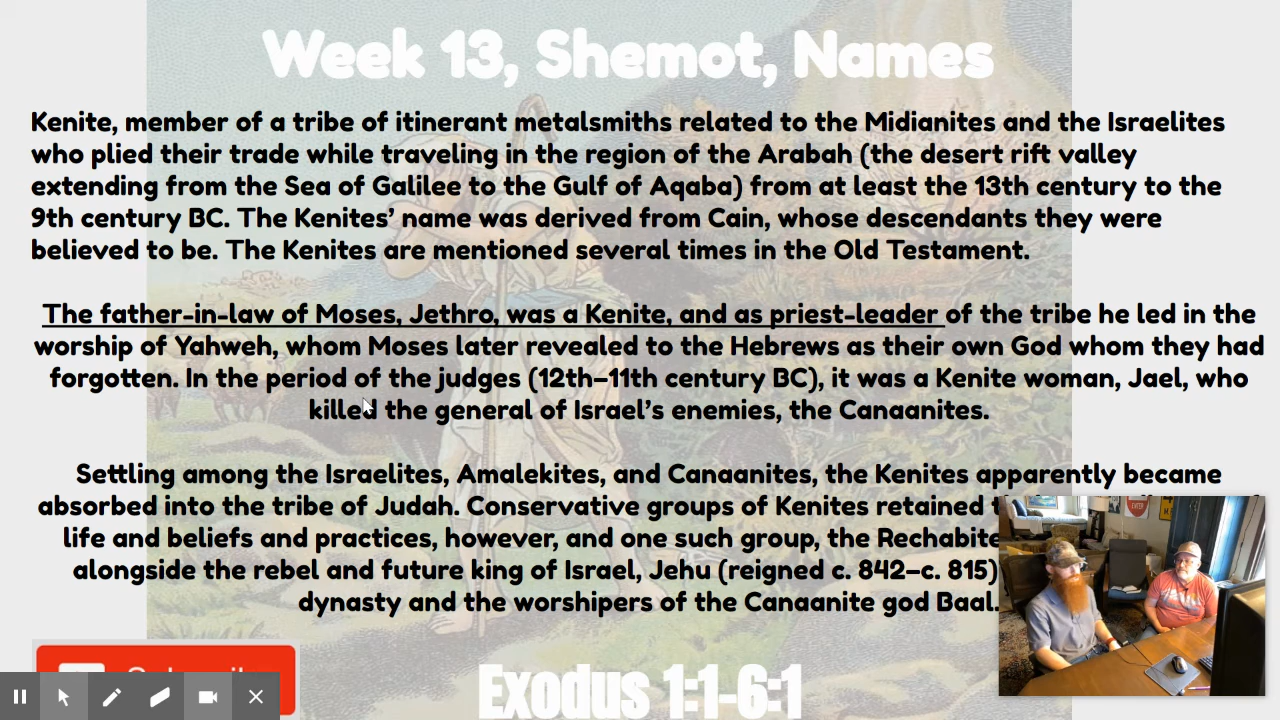 Week 13, Shemot, Names
Kenite, member of a tribe of itinerant metalsmiths related to the Midianites and the Israelites
who plied their trade while traveling in the region of the Arabah (the desert rift valley
extending from the Sea of Galilee to the Gulf of Aqaba) from at least the 13th century to the
9th century BC. The Kenites’ name was derived from Cain, whose descendants they were
believed to be. The Kenites are mentioned several times in the Old Testament.
The father-in-law of Moses, Jethro, was a Kenite, and as priest-leader of the tribe he led in the
worship of Yahweh, whom Moses later revealed to the Hebrews as their own God whom they had
forgotten. In the period of the judges (12th–11th century BC), it was a Kenite woman, Jael, who
killed the general of Israel’s enemies, the Canaanites.
Settling among the Israelites, Amalekites, and Canaanites, the Kenites apparently became
absorbed into the tribe of Judah. Conservative groups of Kenites retained
life and beliefs and practices, however, and one such group, the
alongside the rebel and future king of Israel, Jehu (reigned c. 842–c. 815)
dynasty and the worshipers of the Canaanite god Baal.
Exodus 1:1-6:1